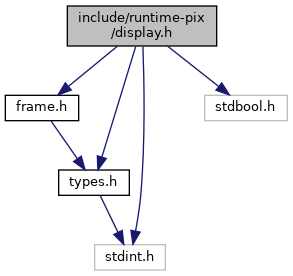 include/runtime-pix
/display.h
frame.h
stdbool.h
types.h
stdint.h